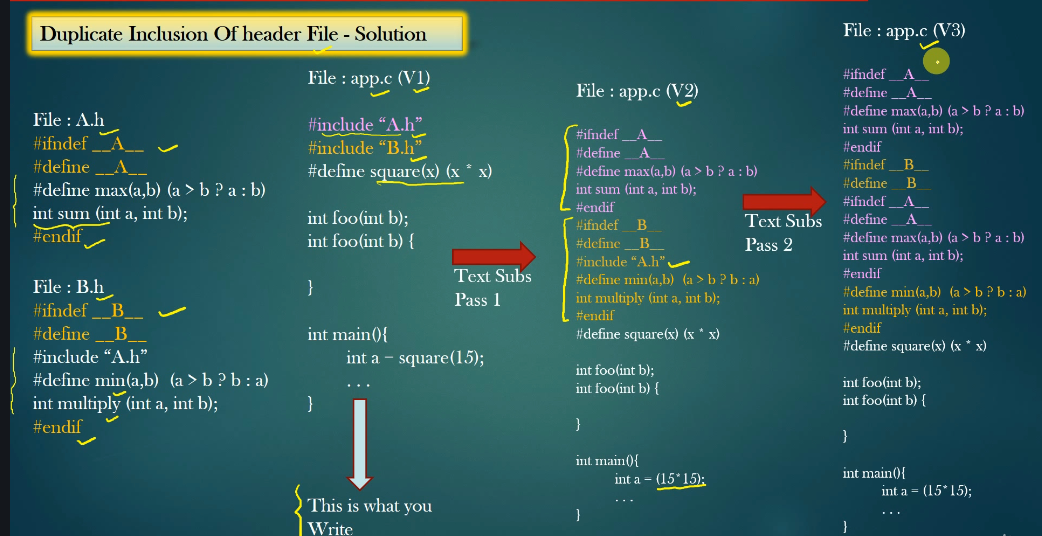 Duplicate Inclusion Of header File - Solution
File : A.h
#ifndef __A__
#define __A__
#define max(a,b) (a > b ? a : b)
int sum (int a, int b);
#endif
File : B.h
#ifndef __B__
#define __B__
#include “A.h”
#define min(a,b) (a > b ? b : a)
int multiply (int a, int b);
#endif
File : app.c (V1)
#include “A.h”
#include “B.h”
#define square(x) (x * x)
int foo(int b);
int foo(int b) {
}
int main(){
int a = square(15);
. . .
}
This is what you
Write
Text Subs
Pass 1
File : app.c (V2)
#ifndef __A__
#define __A__
#define max(a,b) (a > b ? a : b)
int sum (int a, int b);
#endif
#ifndef __B__
#define __B__
#include “A.h”
#define min(a,b) (a > b ? b : a)
int multiply (int a, int b);
#endif
#define square(x) (x * x)
int foo(int b);
int foo(int b) {
}
int main(){
int a = (15*15);
. . .
}
Text Subs
Pass 2
File : app.c (V3)
#ifndef __A__
#define __A__
#define max(a,b) (a > b ? a : b)
int sum (int a, int b);
#endif
#ifndef __B__
#define __B__
#ifndef __A__
#define __A__
#define max(a,b) (a > b ? a : b)
int sum (int a, int b);
#endif
#define min(a,b) (a > b ? b : a)
int multiply (int a, int b);
#endif
#define square(x) (x * x)
int foo(int b);
int foo(int b) {
}
int main(){
int a = (15*15);
. . .
}